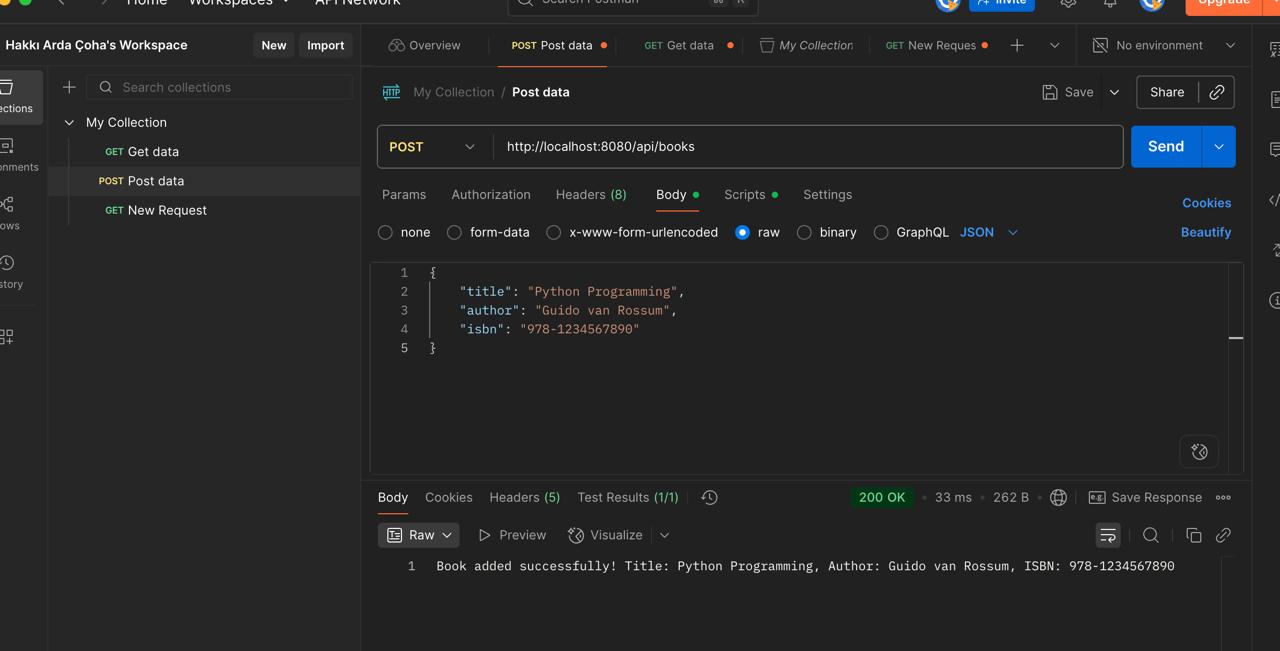 Home Workspaces API Network Search Postman ⌘ K Invite Upgrade
Hakkı Arda Çoha's Workspace New Import Overview POST Post data GET Get data My Collection GET New Reques No environment
Search collections
My Collection / Post data Save Share
My Collection
GET Get data
POST Post data
GET New Request
POST http://localhost:8080/api/books Send
Params Authorization Headers (8) Body Scripts Settings Cookies
none form-data x-www-form-urlencoded raw binary GraphQL JSON Beautify
1 {
2 "title": "Python Programming",
3 "author": "Guido van Rossum",
4 "isbn": "978-1234567890"
5 }
Body Cookies Headers (5) Test Results (1/1) 200 OK • 33 ms • 262 B e.g. Save Response
Raw Preview Visualize
1 Book added successfully! Title: Python Programming, Author: Guido van Rossum, ISBN: 978-1234567890